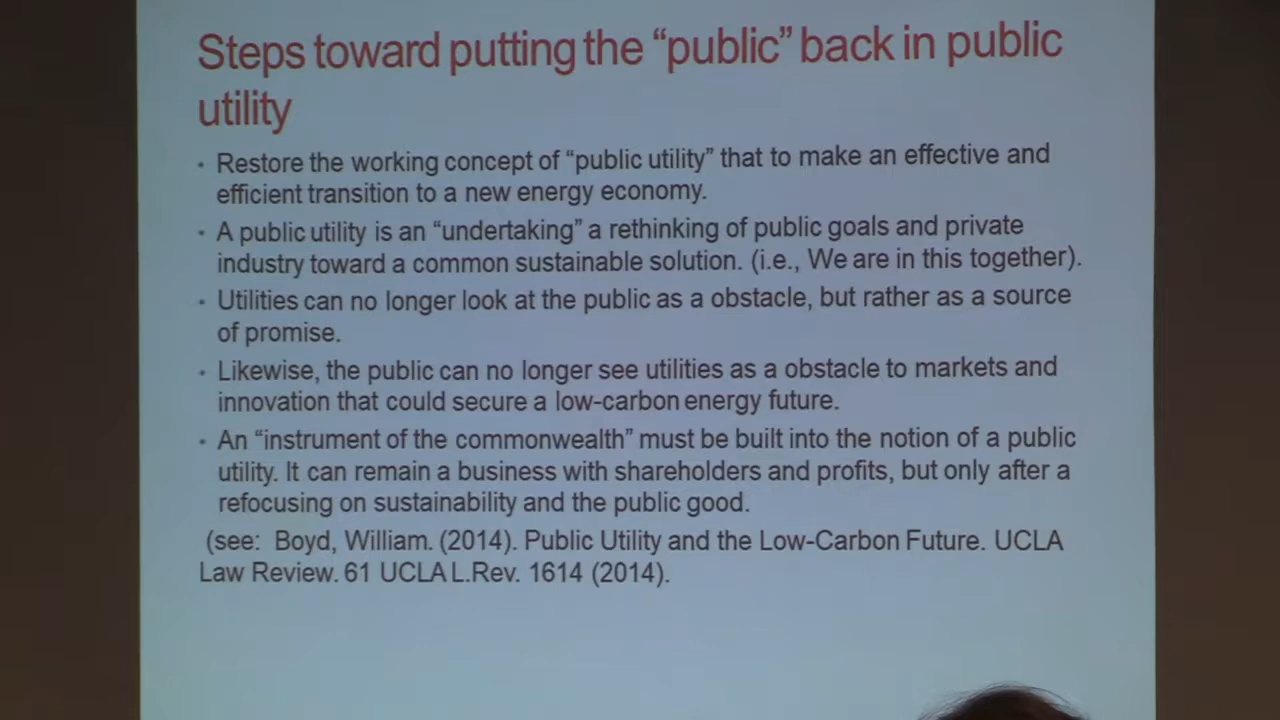 Steps toward putting the “public” back in public
utility
• Restore the working concept of “public utility” that to make an effective and
efficient transition to a new energy economy.
• A public utility is an “undertaking” a rethinking of public goals and private
industry toward a common sustainable solution. (i.e., We are in this together).
• Utilities can no longer look at the public as a obstacle, but rather as a source
of promise.
• Likewise, the public can no longer see utilities as a obstacle to markets and
innovation that could secure a low-carbon energy future.
• An “instrument of the commonwealth” must be built into the notion of a public
utility. It can remain a business with shareholders and profits, but only after a
refocusing on sustainability and the public good.
(see: Boyd, William. (2014). Public Utility and the Low-Carbon Future. UCLA
Law Review. 61 UCLA L.Rev. 1614 (2014).